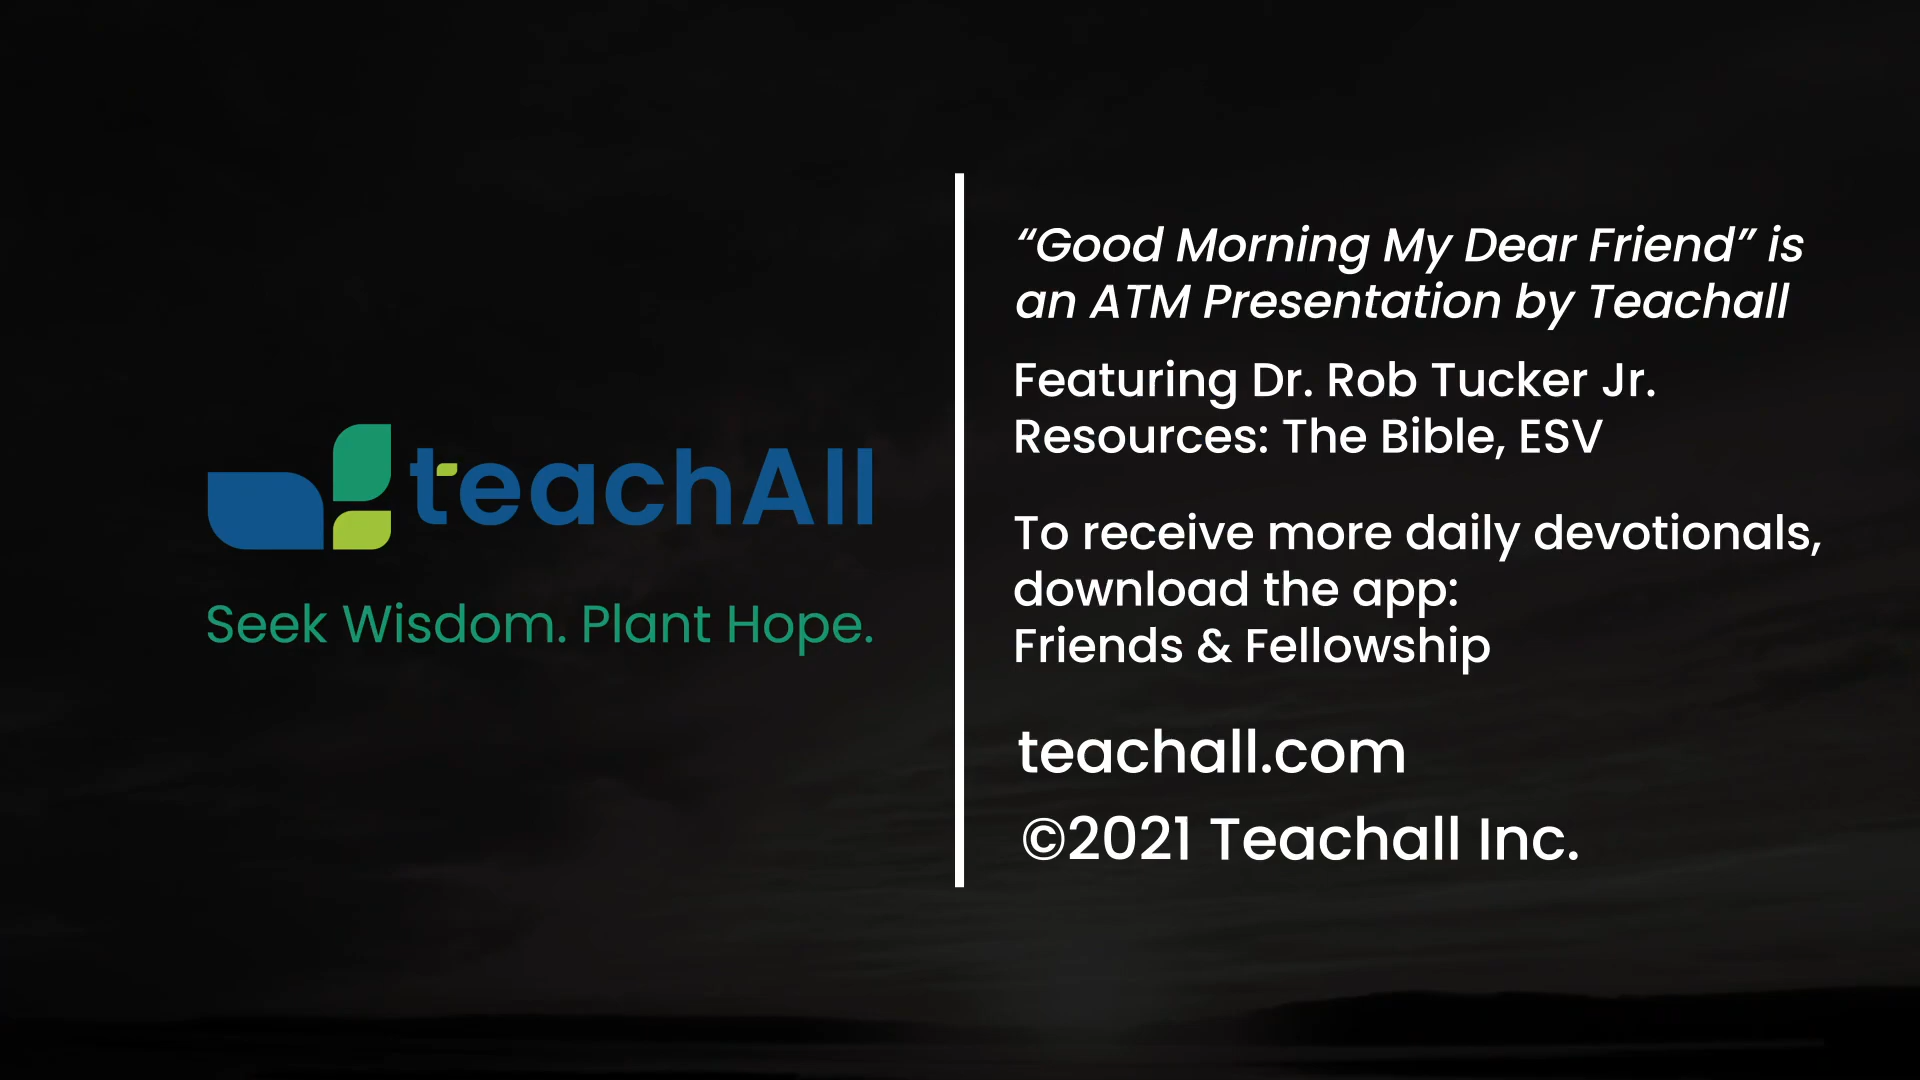 teachAll
Seek Wisdom. Plant Hope.
“Good Morning My Dear Friend” is
an ATM Presentation by Teachall
Featuring Dr. Rob Tucker Jr.
Resources: The Bible, ESV
To receive more daily devotionals,
download the app:
Friends & Fellowship
teachall.com
©2021 Teachall Inc.